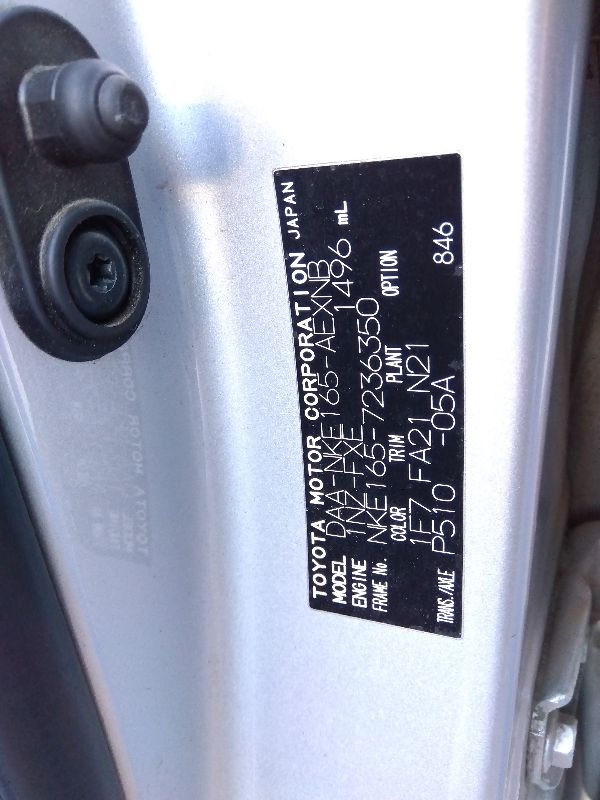 TOYOTA MOTOR CORPORATION JAPAN
MODEL DAA-NKE165-AEXNB
ENGINE 1NZ-FXE 1496 mL
FRAME No. NKE165-7236350
COLOR TRIM PLANT OPTION
1F7 FA21 N21
TRANS./AXLE P510 -05A 846